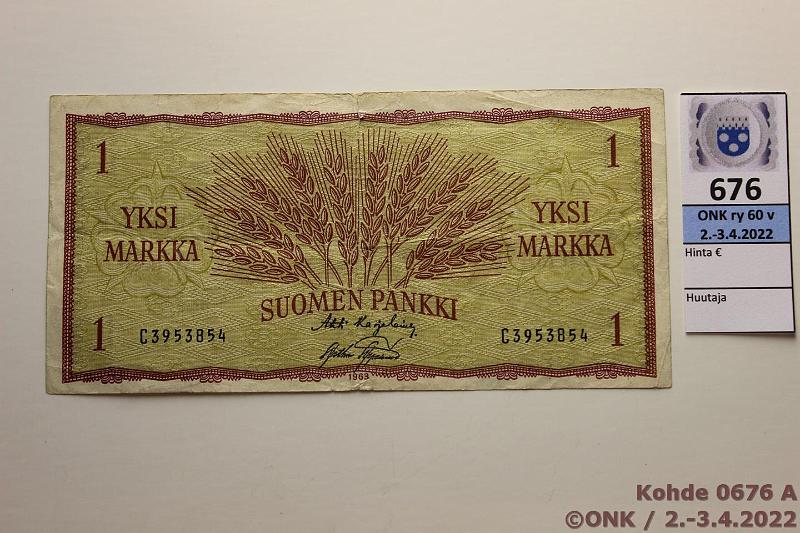 1
1
YKSI
MARKKA
YKSI
MARKKA
SUOMEN PANKKI
1
C3953854
C3953854
1
1963
676
ONK ry 60 v
2.-3.4.2022
Hinta €
Huutaja
Kohde 0676 A
©ONK / 2.-3.4.2022